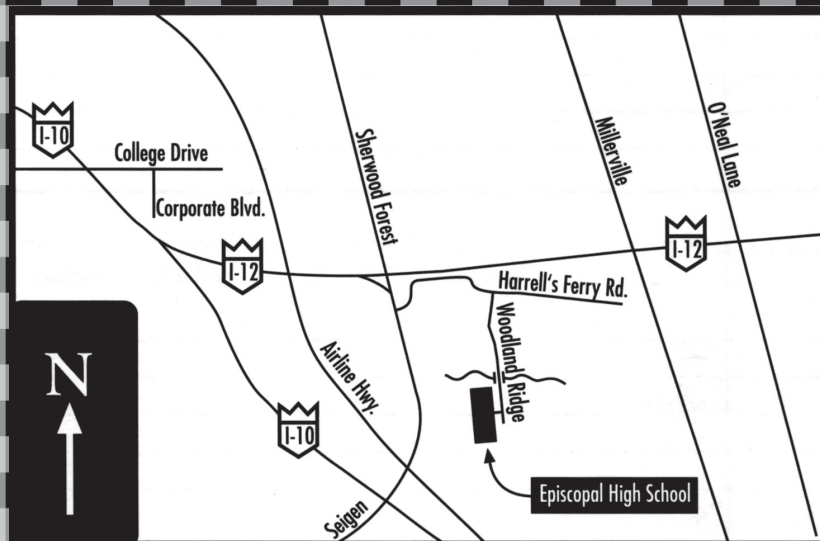 I-10
College Drive
Corporate Blvd.
I-12
Sherwood Forest
Millerville
O'Neal Lane
I-12
Harrell's Ferry Rd.
Woodland Ridge
N
Airline Hwy.
I-10
Seigen
Episcopal High School